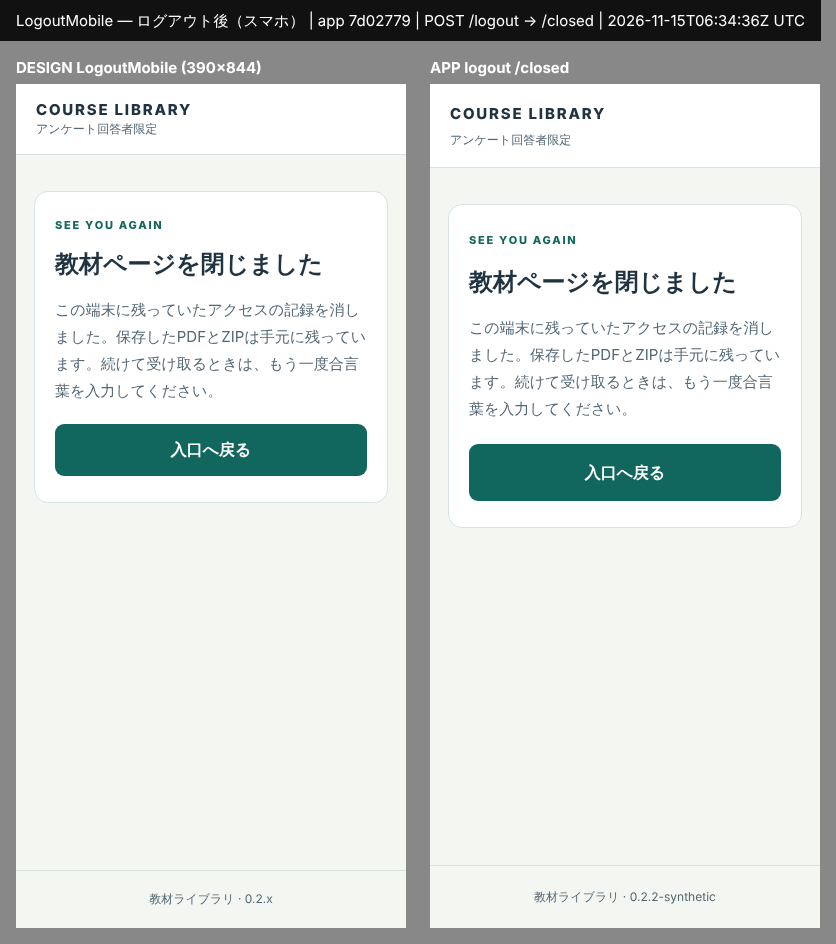 LogoutMobile — ログアウト後（スマホ） | app 7d02779 | POST /logout → /closed | 2026-11-15T06:34:36Z UTC
DESIGN LogoutMobile (390×844)
COURSE LIBRARY
アンケート回答者限定
SEE YOU AGAIN
教材ページを閉じました
この端末に残っていたアクセスの記録を消し
ました。保存したPDFとZIPは手元に残ってい
ます。続けて受け取るときは、もう一度合言
葉を入力してください。
入口へ戻る
教材ライブラリ · 0.2.x
APP logout /closed
COURSE LIBRARY
アンケート回答者限定
SEE YOU AGAIN
教材ページを閉じました
この端末に残っていたアクセスの記録を消し
ました。保存したPDFとZIPは手元に残ってい
ます。続けて受け取るときは、もう一度合言
葉を入力してください。
入口へ戻る
教材ライブラリ · 0.2.2-synthetic